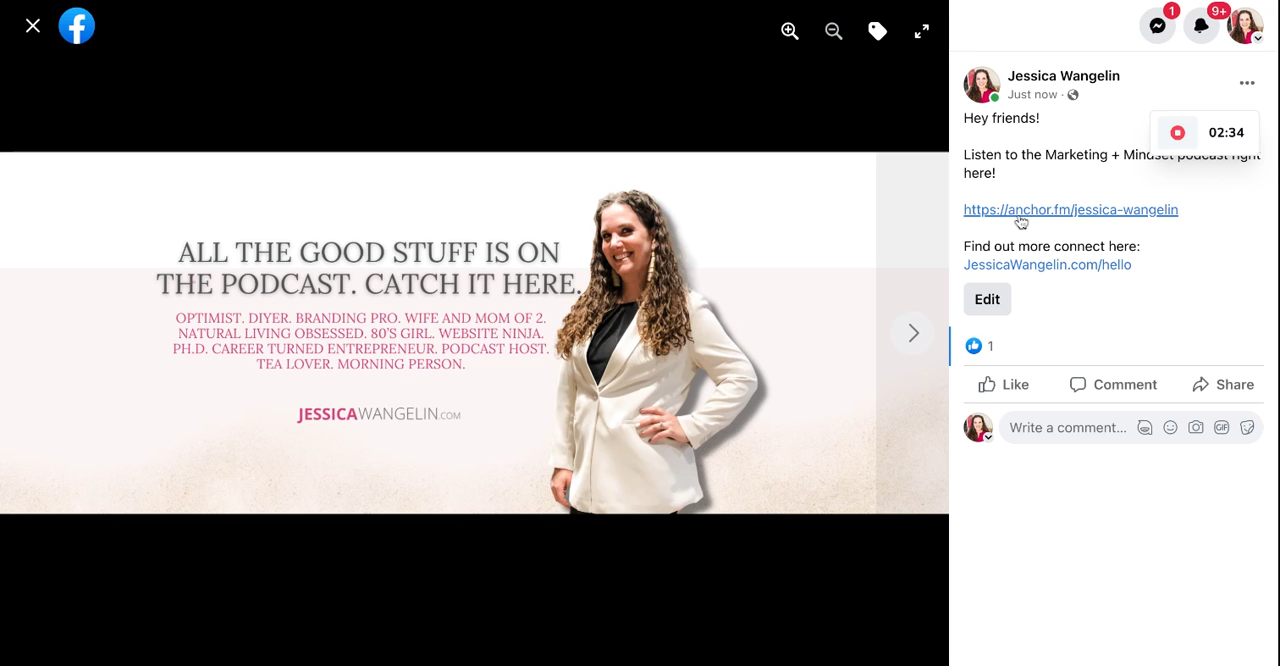 ALL THE GOOD STUFF IS ON
THE PODCAST. CATCH IT HERE.
OPTIMIST. DIYER. BRANDING PRO. WIFE AND MOM OF 2.
NATURAL LIVING OBSESSED. 80'S GIRL. WEBSITE NINJA.
PH.D. CAREER TURNED ENTREPRENEUR. PODCAST HOST.
TEA LOVER. MORNING PERSON.
JESSICAWANGELIN.COM
1
9+
Jessica Wangelin
Just now ·
Hey friends!
02:34
Listen to the Marketing + Mindset podcast right
here!
https://anchor.fm/jessica-wangelin
Find out more connect here:
JessicaWangelin.com/hello
Edit
1
Like Comment Share
Write a comment...
GIF